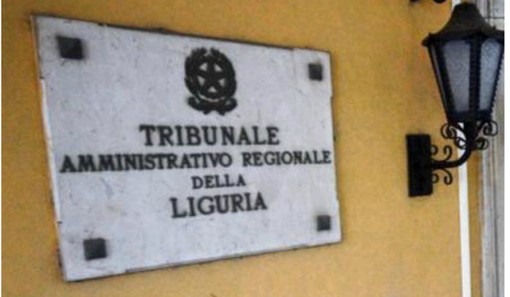 TRIBUNALE
AMMINISTRATIVO REGIONALE
DELLA
LIGURIA